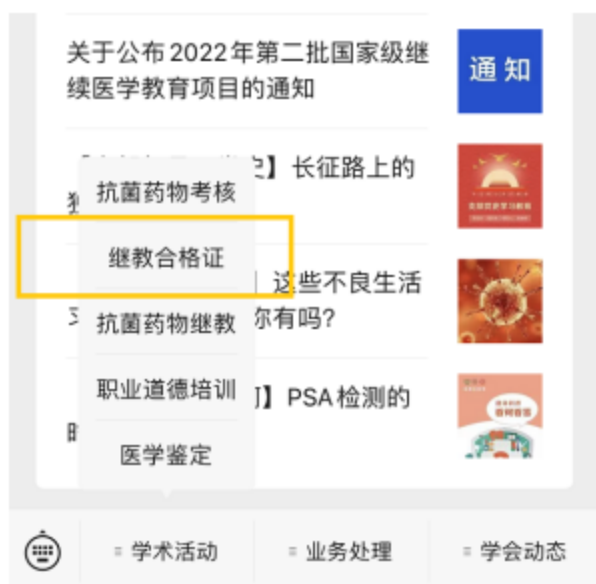 关于公布2022年第二批国家级继
续医学教育项目的通知
通知
史】长征路上的
抗菌药物考核
继教合格证
这些不良生活
抗菌药物继教
你有吗?
职业道德培训
】PSA检测的
医学鉴定
学术活动
业务处理
学会动态